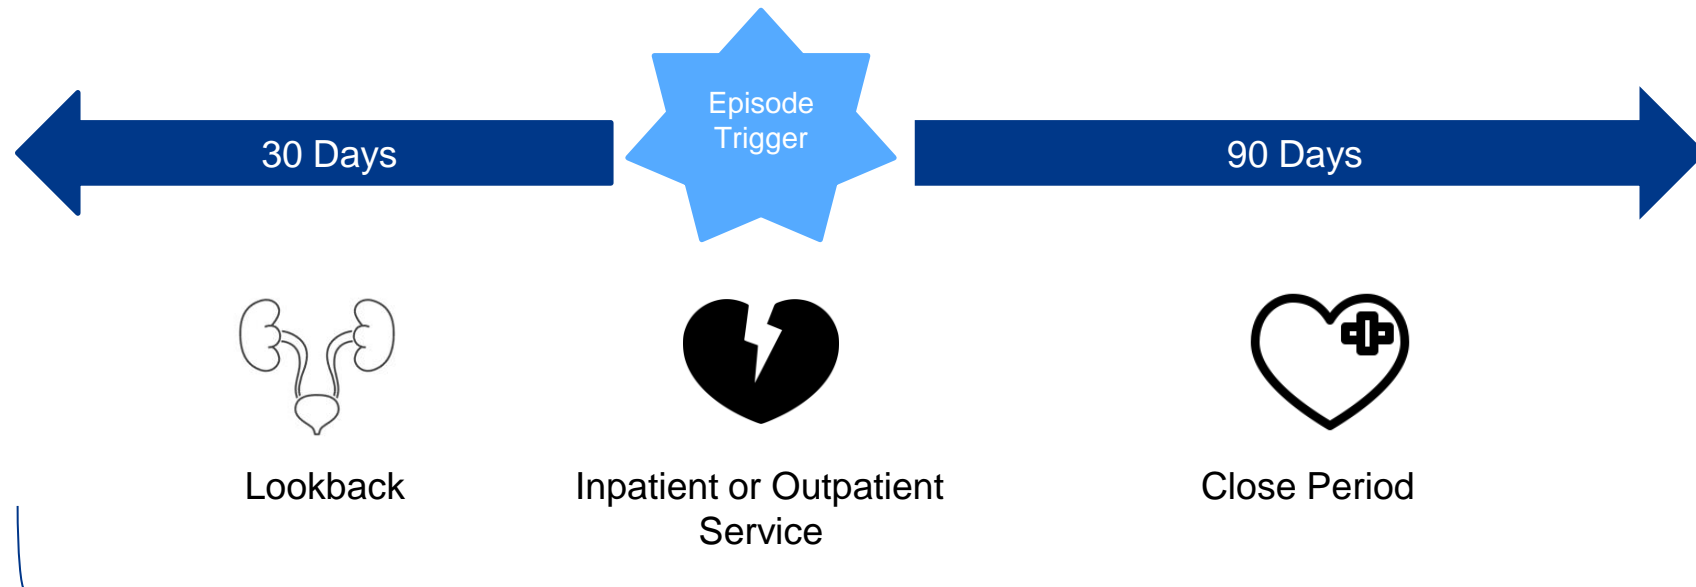 Episode
Trigger
30 Days
90 Days
Lookback
Inpatient or Outpatient
Service
Close Period